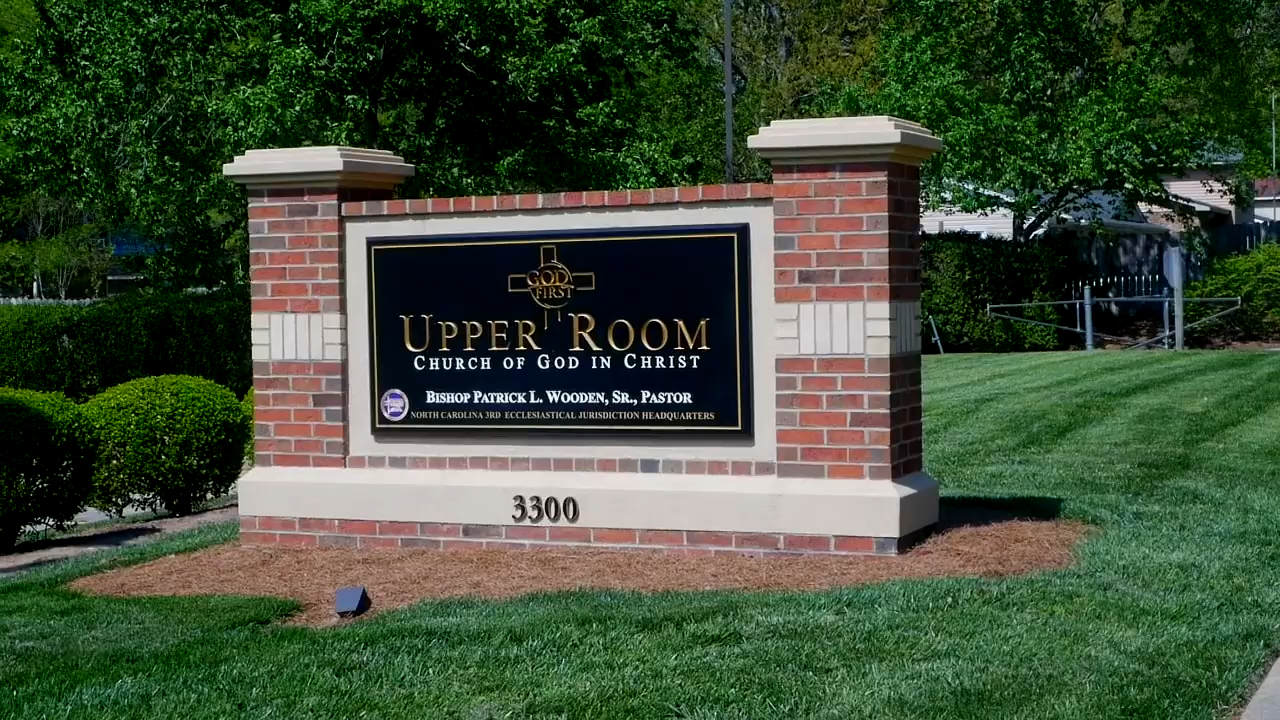 GOD
FIRST
UPPER ROOM
CHURCH OF GOD IN CHRIST
BISHOP PATRICK L. WOODEN, SR., PASTOR
NORTH CAROLINA 3RD ECCLESIASTICAL JURISDICTION HEADQUARTERS
3300